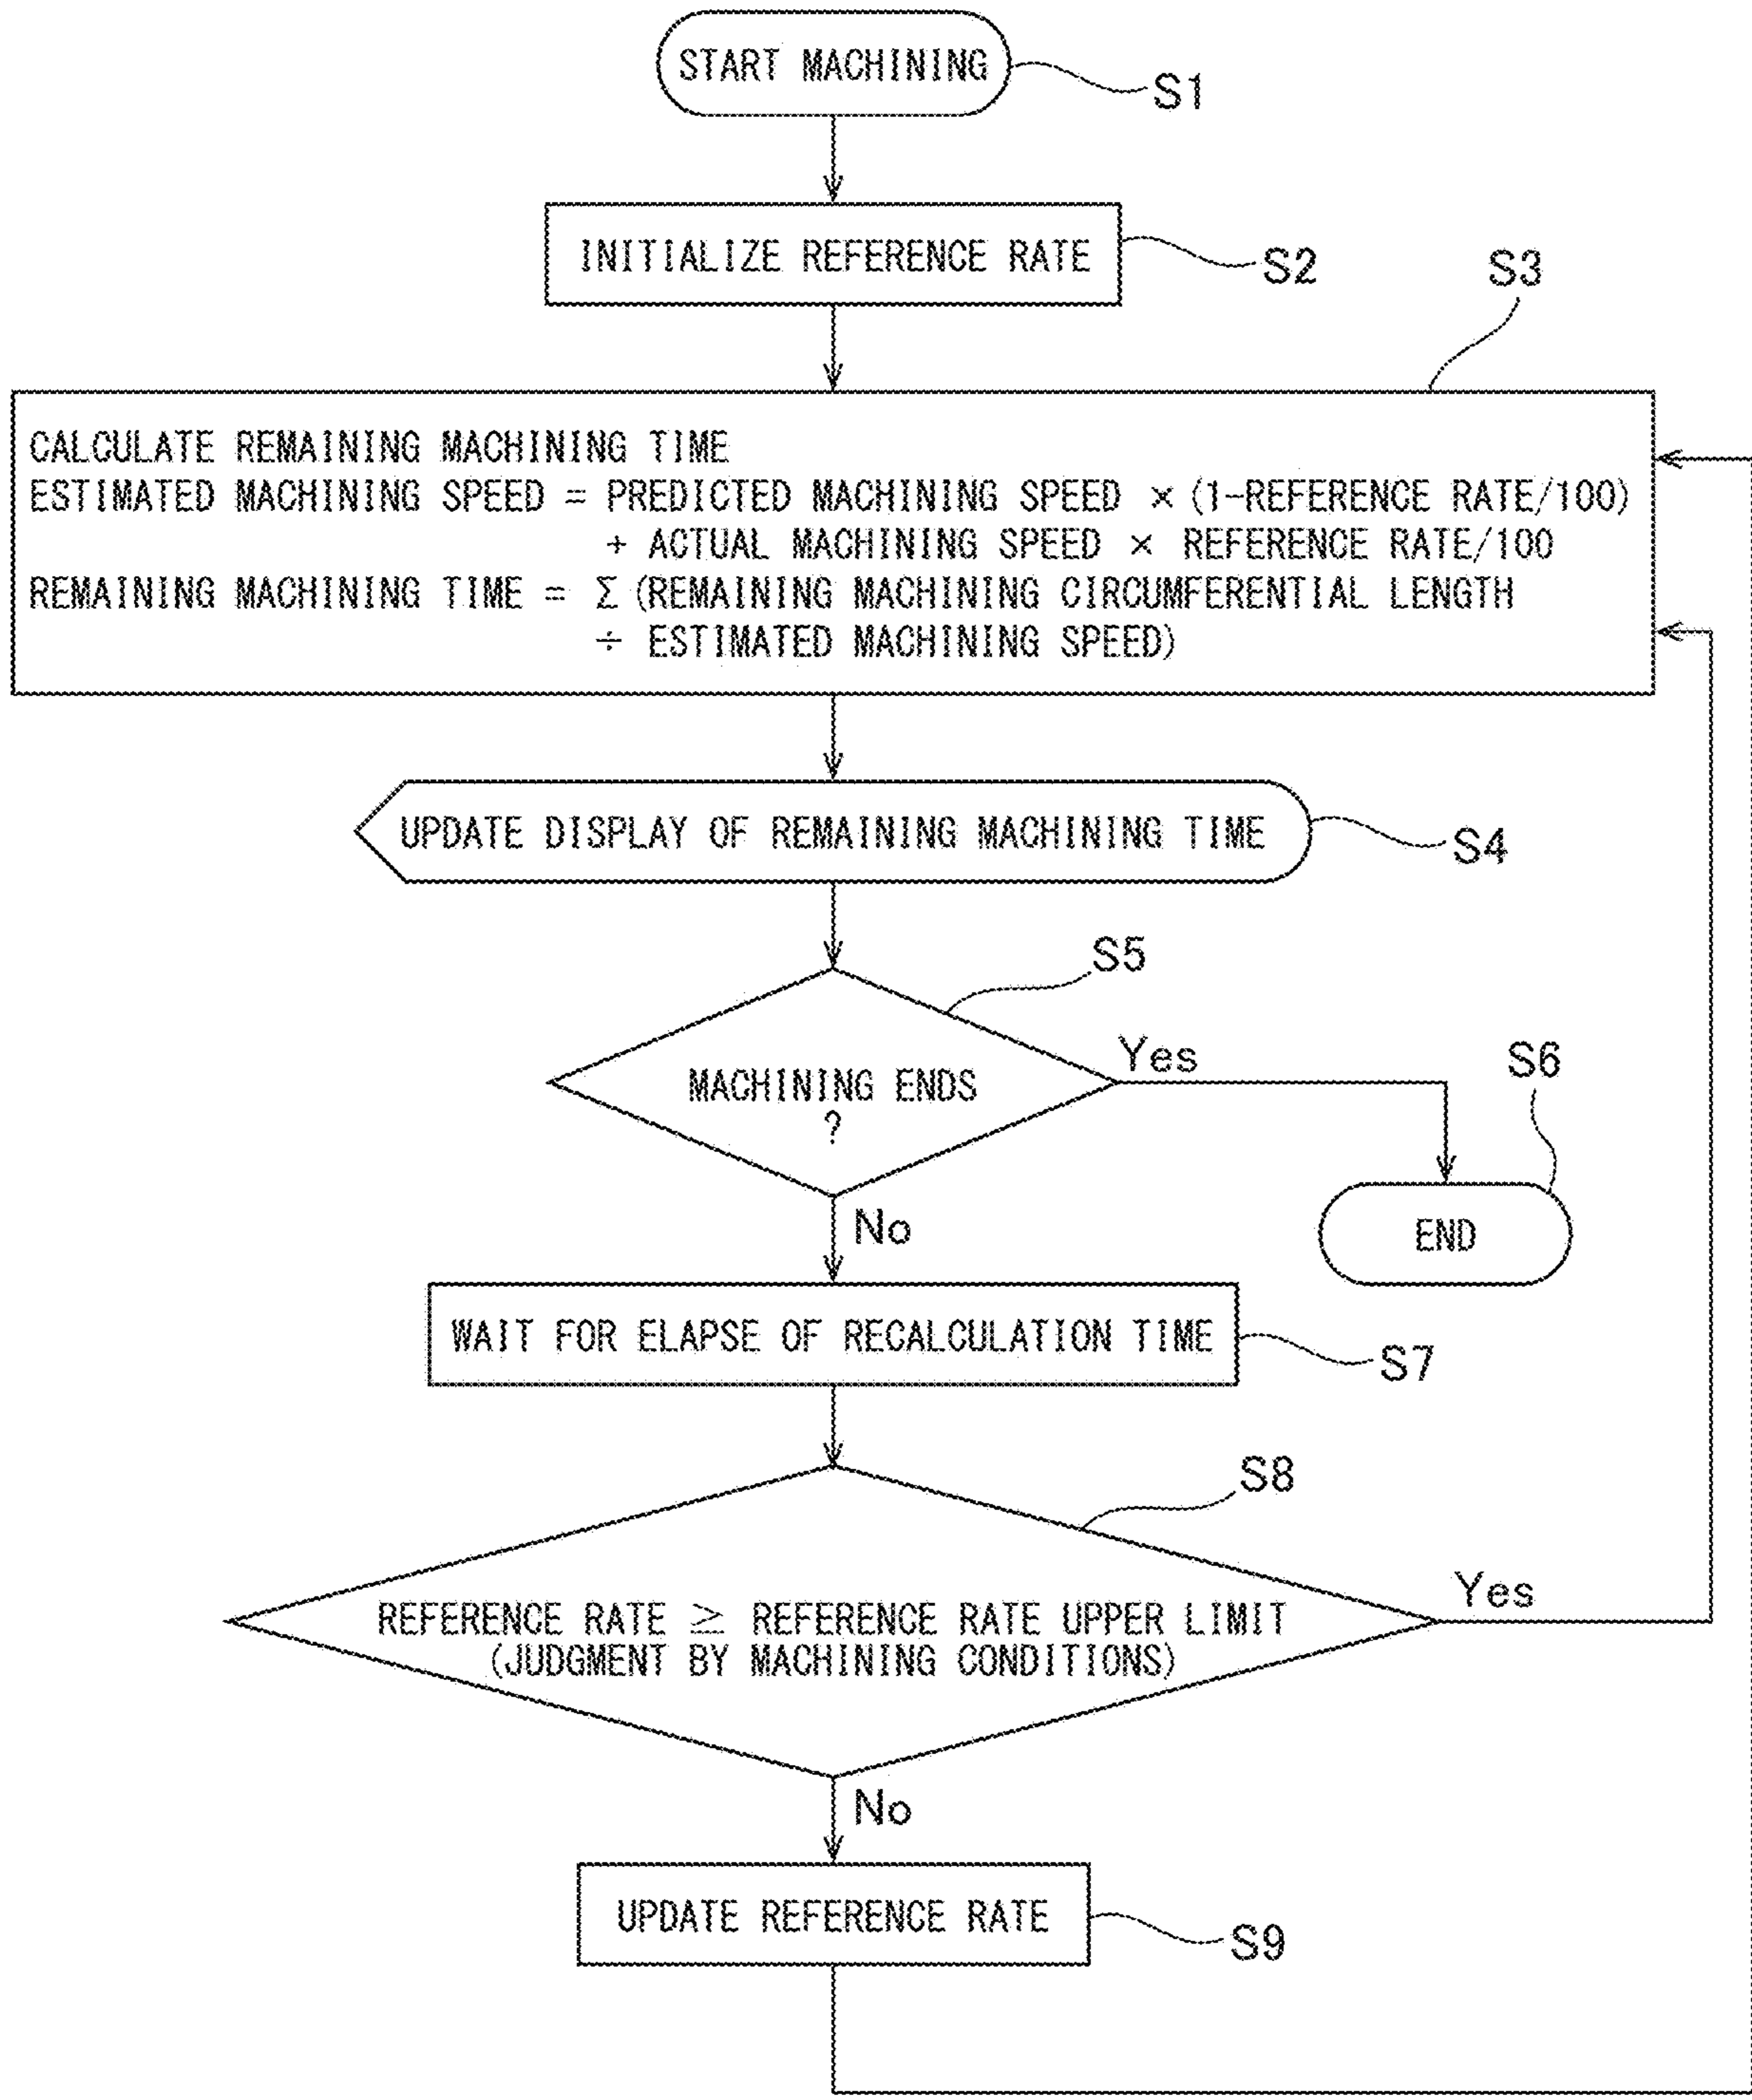 START MACHINING
S1
INITIALIZE REFERENCE RATE
S2
S3
CALCULATE REMAINING MACHINING TIME
ESTIMATED MACHINING SPEED = PREDICTED MACHINING SPEED × (1-REFERENCE RATE/100)
+ ACTUAL MACHINING SPEED × REFERENCE RATE/100
REMAINING MACHINING TIME = Σ (REMAINING MACHINING CIRCUMFERENTIAL LENGTH
÷ ESTIMATED MACHINING SPEED)
UPDATE DISPLAY OF REMAINING MACHINING TIME
S4
S5
MACHINING ENDS
?
Yes
S6
END
No
WAIT FOR ELAPSE OF RECALCULATION TIME
S7
S8
REFERENCE RATE ≥ REFERENCE RATE UPPER LIMIT
(JUDGMENT BY MACHINING CONDITIONS)
Yes
No
UPDATE REFERENCE RATE
S9